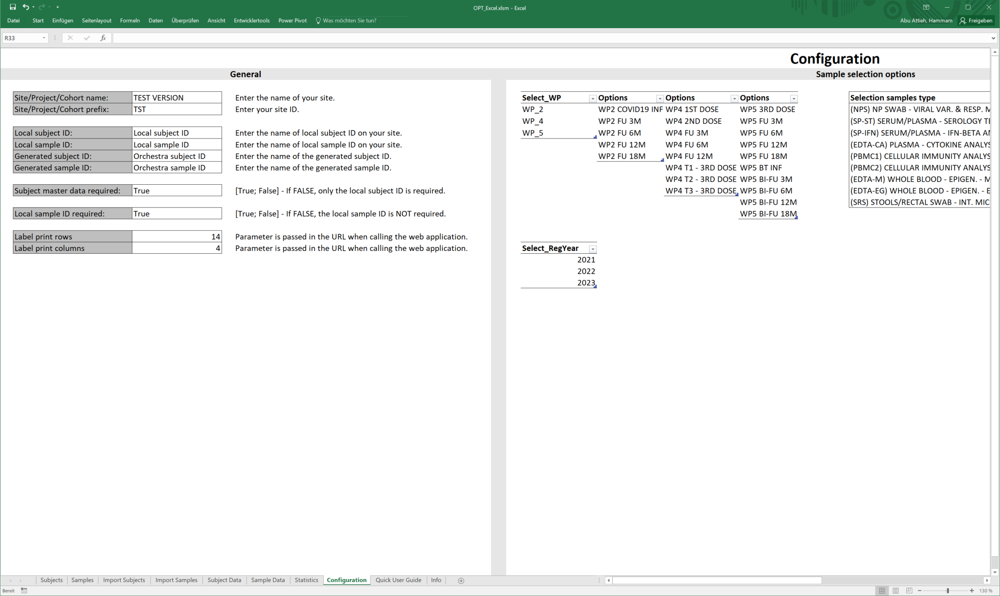 OPT_Excel.xlsm - Excel
Datei Start Einfügen Seitenlayout Formeln Daten Überprüfen Ansicht Entwicklertools Power Pivot Was möchten Sie tun? Abu Attieh, Hammam Freigeben
R33 fx
Configuration
General
Site/Project/Cohort name: TEST VERSION Enter the name of your site.
Site/Project/Cohort prefix: TST Enter your site ID.
Local subject ID: Local subject ID Enter the name of local subject ID on your site.
Local sample ID: Local sample ID Enter the name of local sample ID on your site.
Generated subject ID: Orchestra subject ID Enter the name of the generated subject ID.
Generated sample ID: Orchestra sample ID Enter the name of the generated sample ID.
Subject master data required: True [True; False] - If FALSE, only the local subject ID is required.
Local sample ID required: True [True; False] - If FALSE, the local sample ID is NOT required.
Label print rows 14 Parameter is passed in the URL when calling the web application.
Label print columns 4 Parameter is passed in the URL when calling the web application.
Sample selection options
Select_WP Options Options Options
WP_2 WP2 COVID19 INF WP4 1ST DOSE WP5 3RD DOSE
WP_4 WP2 FU 3M WP4 2ND DOSE WP5 FU 3M
WP_5 WP2 FU 6M WP4 FU 3M WP5 FU 6M
WP2 FU 12M WP4 FU 6M WP5 FU 12M
WP2 FU 18M WP4 FU 12M WP5 FU 18M
WP4 T1 - 3RD DOSE WP5 BT INF
WP4 T2 - 3RD DOSE WP5 BI-FU 3M
WP4 T3 - 3RD DOSE WP5 BI-FU 6M
WP5 BI-FU 12M
WP5 BI-FU 18M
Select_RegYear
2021
2022
2023
Selection samples type
(NPS) NP SWAB - VIRAL VAR. & RESP. M
(SP-ST) SERUM/PLASMA - SEROLOGY TE
(SP-IFN) SERUM/PLASMA - IFN-BETA AN
(EDTA-CA) PLASMA - CYTOKINE ANALYS
(PBMC1) CELLULAR IMMUNITY ANALYS
(PBMC2) CELLULAR IMMUNITY ANALYS
(EDTA-M) WHOLE BLOOD - EPIGEN. - M
(EDTA-EG) WHOLE BLOOD - EPIGEN. - E
(SRS) STOOLS/RECTAL SWAB - INT. MIC
Subjects Samples Import Subjects Import Samples Subject Data Sample Data Statistics Configuration Quick User Guide Info
Bereit 130 %